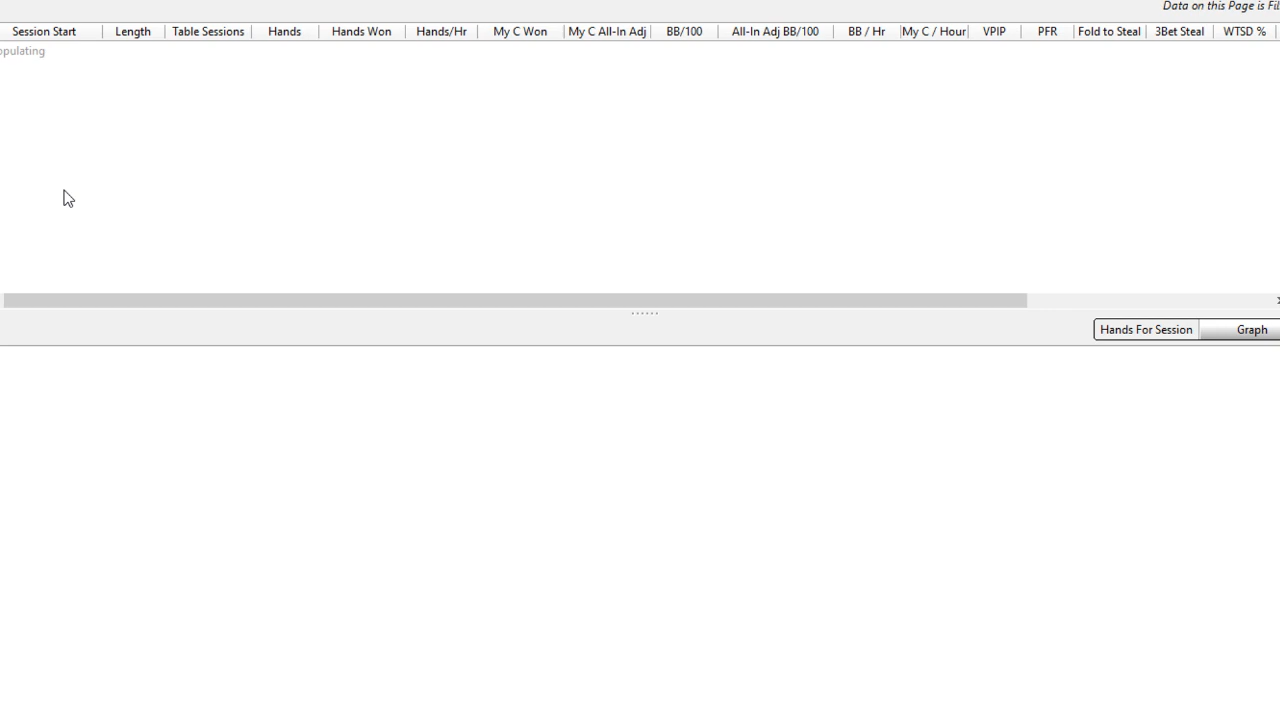 Data on this Page is Fil
Session Start Length Table Sessions Hands Hands Won Hands/Hr My C Won My C All-In Adj BB/100 All-In Adj BB/100 BB / Hr My C / Hour VPIP PFR Fold to Steal 3Bet Steal WTSD %
opulating
Hands For Session Graph